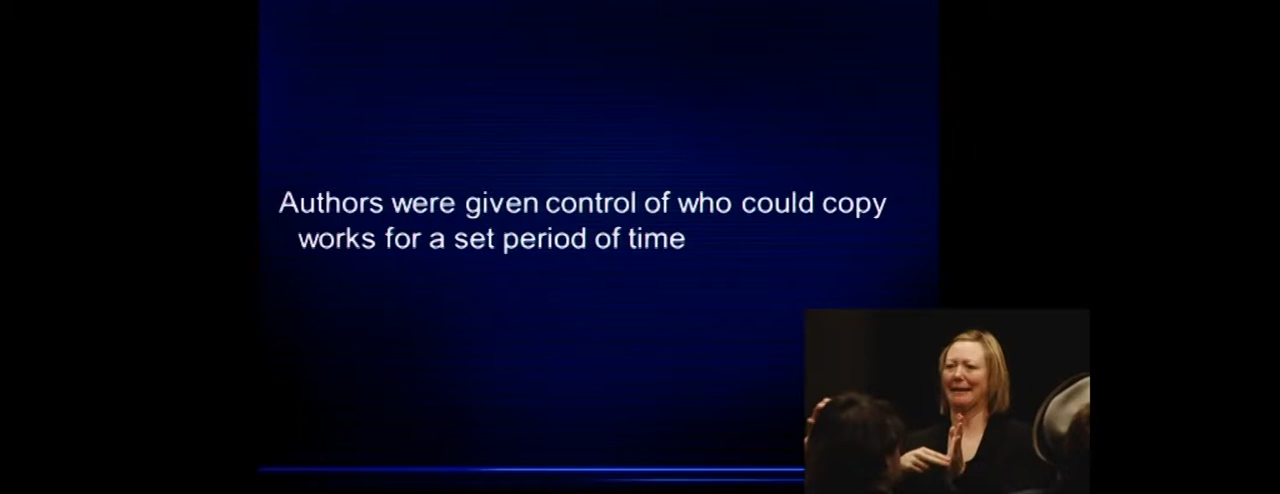 Authors were given control of who could copy
works for a set period of time